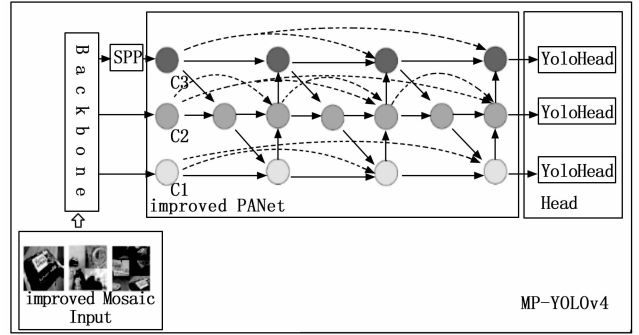 Backbone
SPP
C3
C2
C1
improved PANet
YoloHead
YoloHead
YoloHead
Head
improved Mosaic
Input
MP-YOLOv4